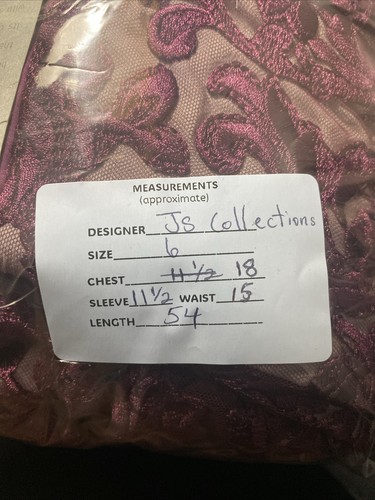 MEASUREMENTS
(approximate)
DESIGNER JS Collections
SIZE 6
CHEST 11 1/2 18
SLEEVE 11 1/2 WAIST 15
LENGTH 54